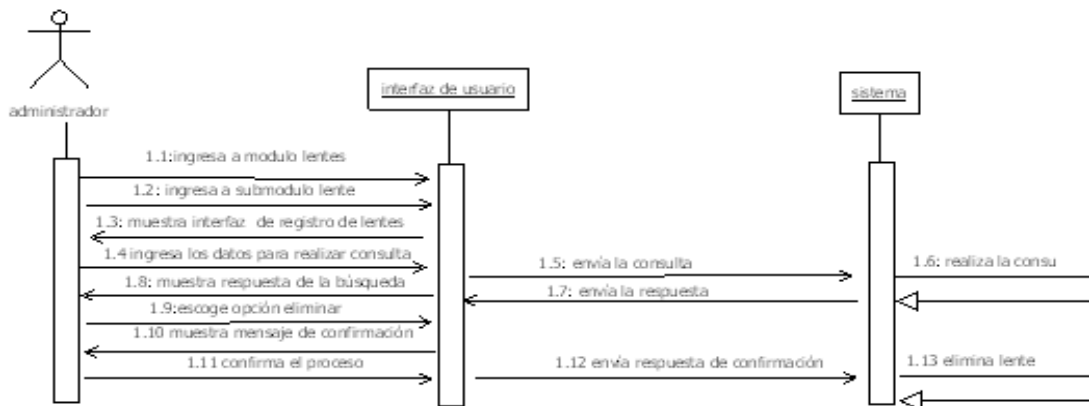 administrador
interfaz de usuario
sistema
1.1:ingresa a modulo lentes
1.2: ingresa a submodulo lente
1.3: muestra interfaz de registro de lentes
1.4 ingresa los datos para realizar consulta
1.5: envía la consulta
1.6: realiza la consu
1.8: muestra respuesta de la búsqueda
1.7: envía la respuesta
1.9:escoge opción eliminar
1.10 muestra mensaje de confirmación
1.11 confirma el proceso
1.12 envía respuesta de confirmación
1.13 elimina lente